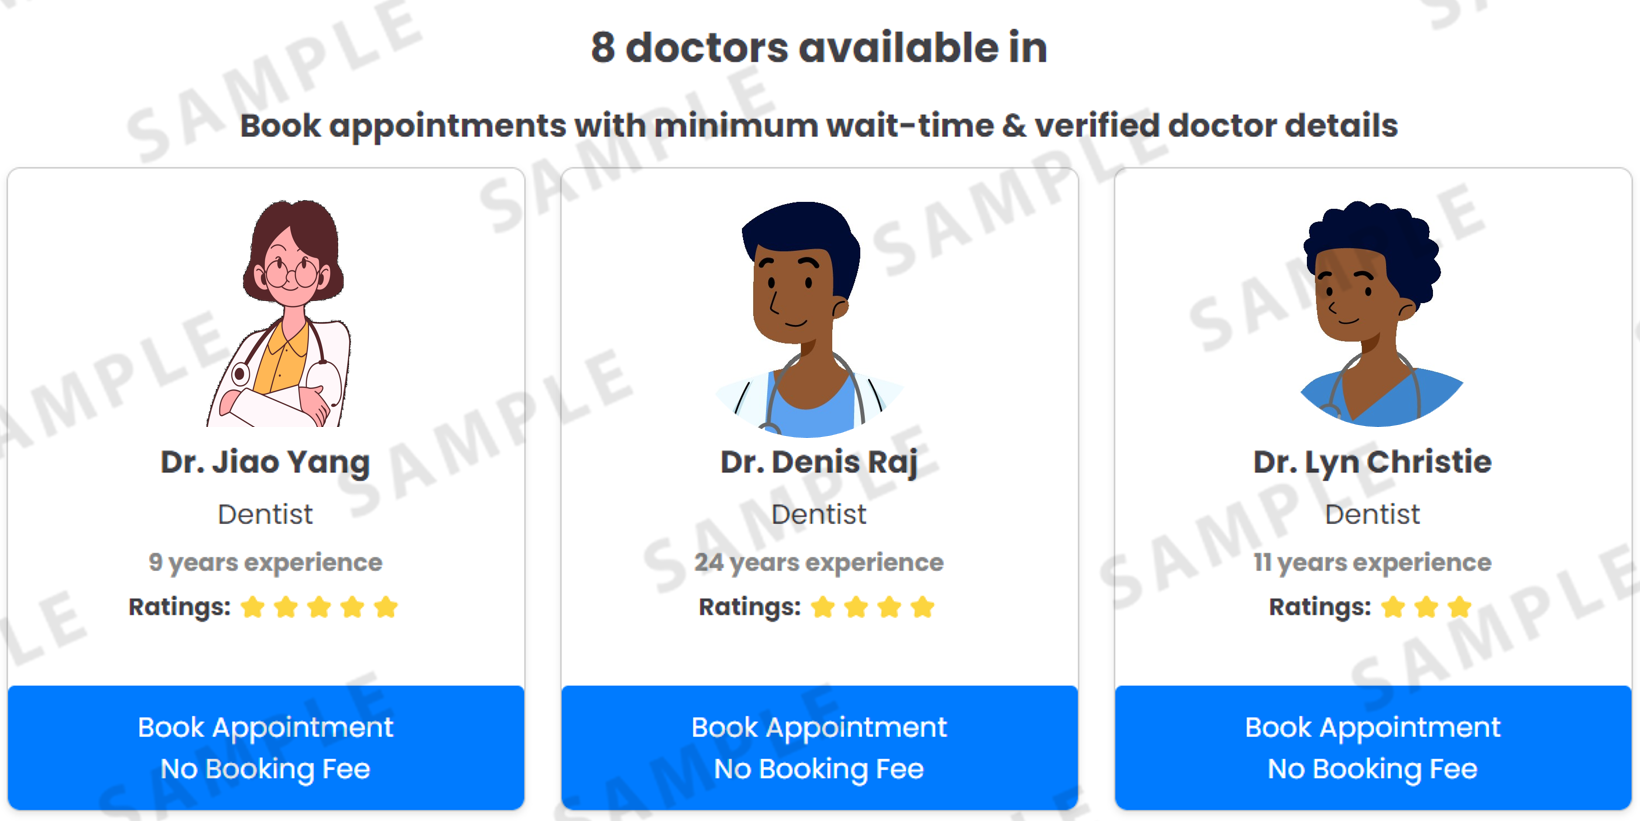 8 doctors available in
Book appointments with minimum wait-time & verified doctor details
Dr. Jiao Yang
Dentist
9 years experience
Ratings:
Book Appointment
No Booking Fee
Dr. Denis Raj
Dentist
24 years experience
Ratings:
Book Appointment
No Booking Fee
Dr. Lyn Christie
Dentist
11 years experience
Ratings:
Book Appointment
No Booking Fee
SAMPLE
SAMPLE
SAMPLE
SAMPLE
SAMPLE
SAMPLE
SAMPLE
SAMPLE
SAMPLE
SAMPLE
SAMPLE